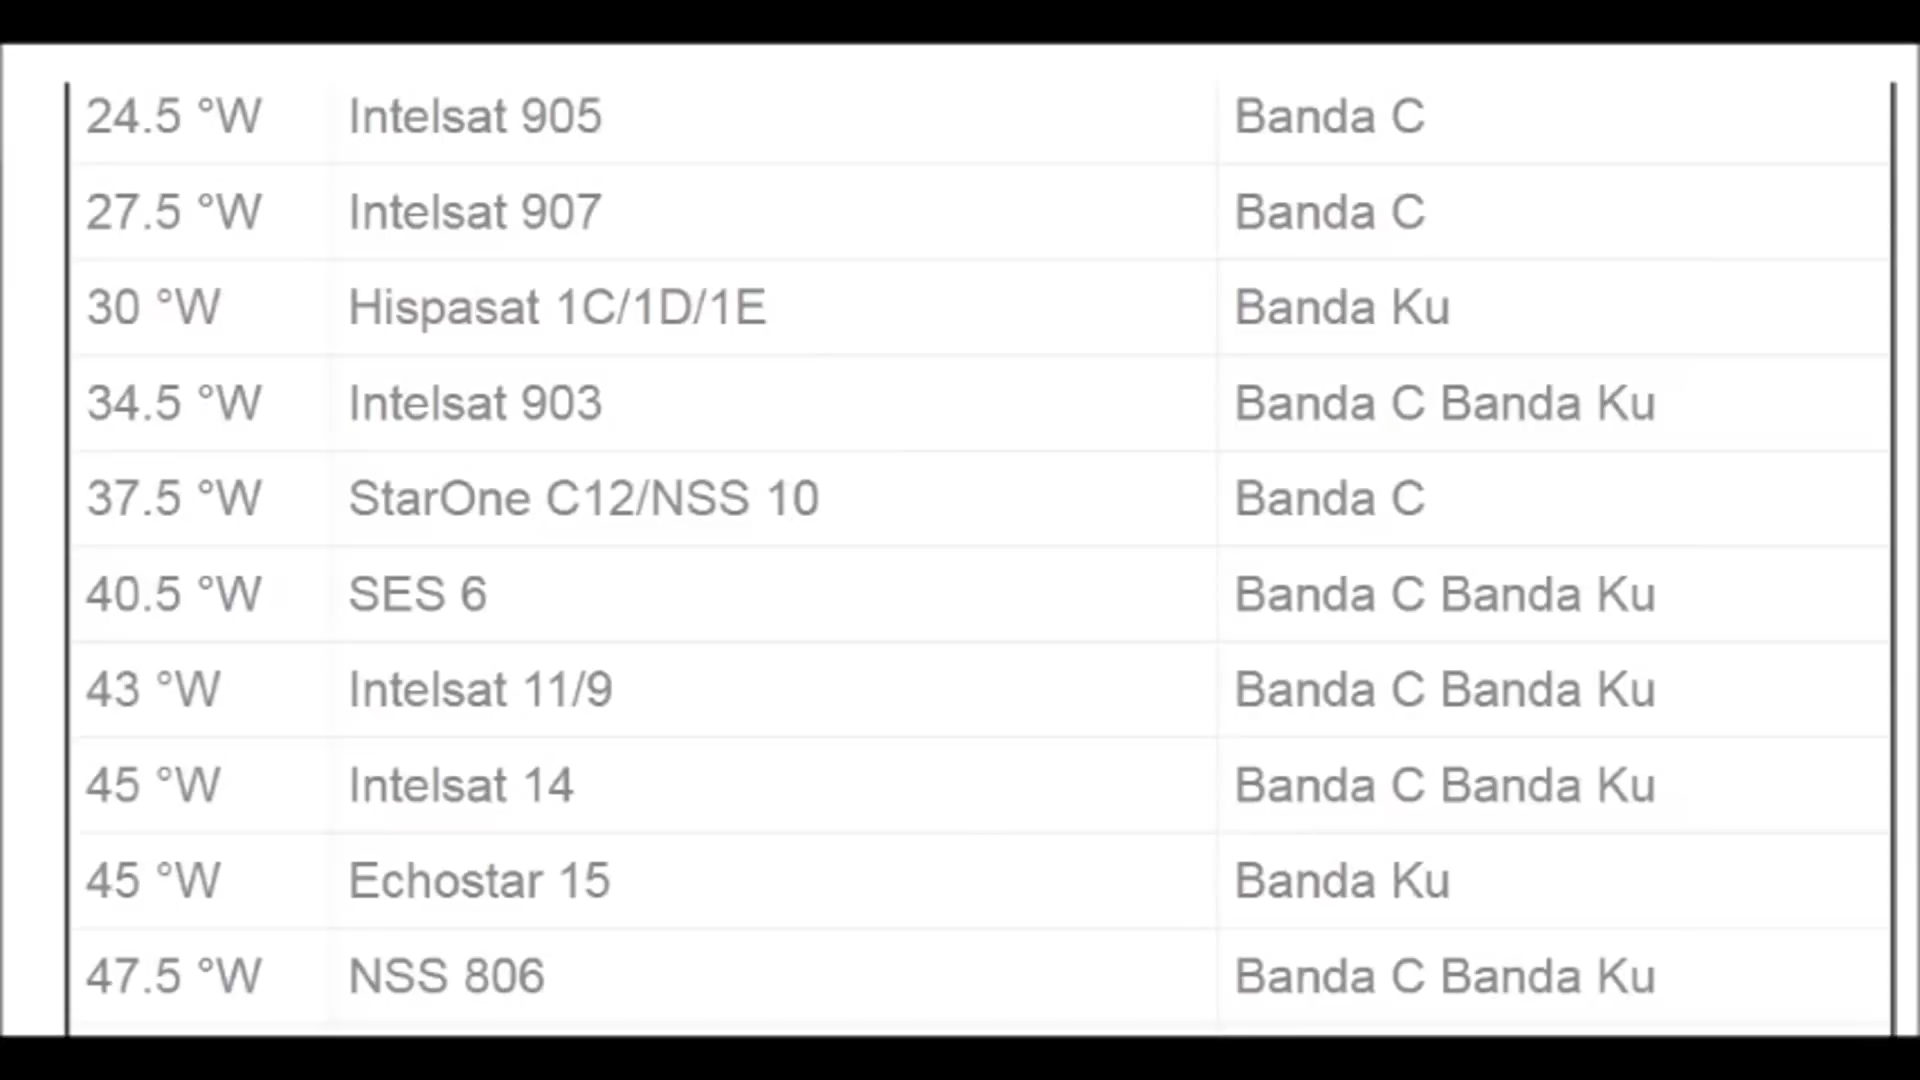 24.5 °W Intelsat 905 Banda C
27.5 °W Intelsat 907 Banda C
30 °W Hispasat 1C/1D/1E Banda Ku
34.5 °W Intelsat 903 Banda C Banda Ku
37.5 °W StarOne C12/NSS 10 Banda C
40.5 °W SES 6 Banda C Banda Ku
43 °W Intelsat 11/9 Banda C Banda Ku
45 °W Intelsat 14 Banda C Banda Ku
45 °W Echostar 15 Banda Ku
47.5 °W NSS 806 Banda C Banda Ku